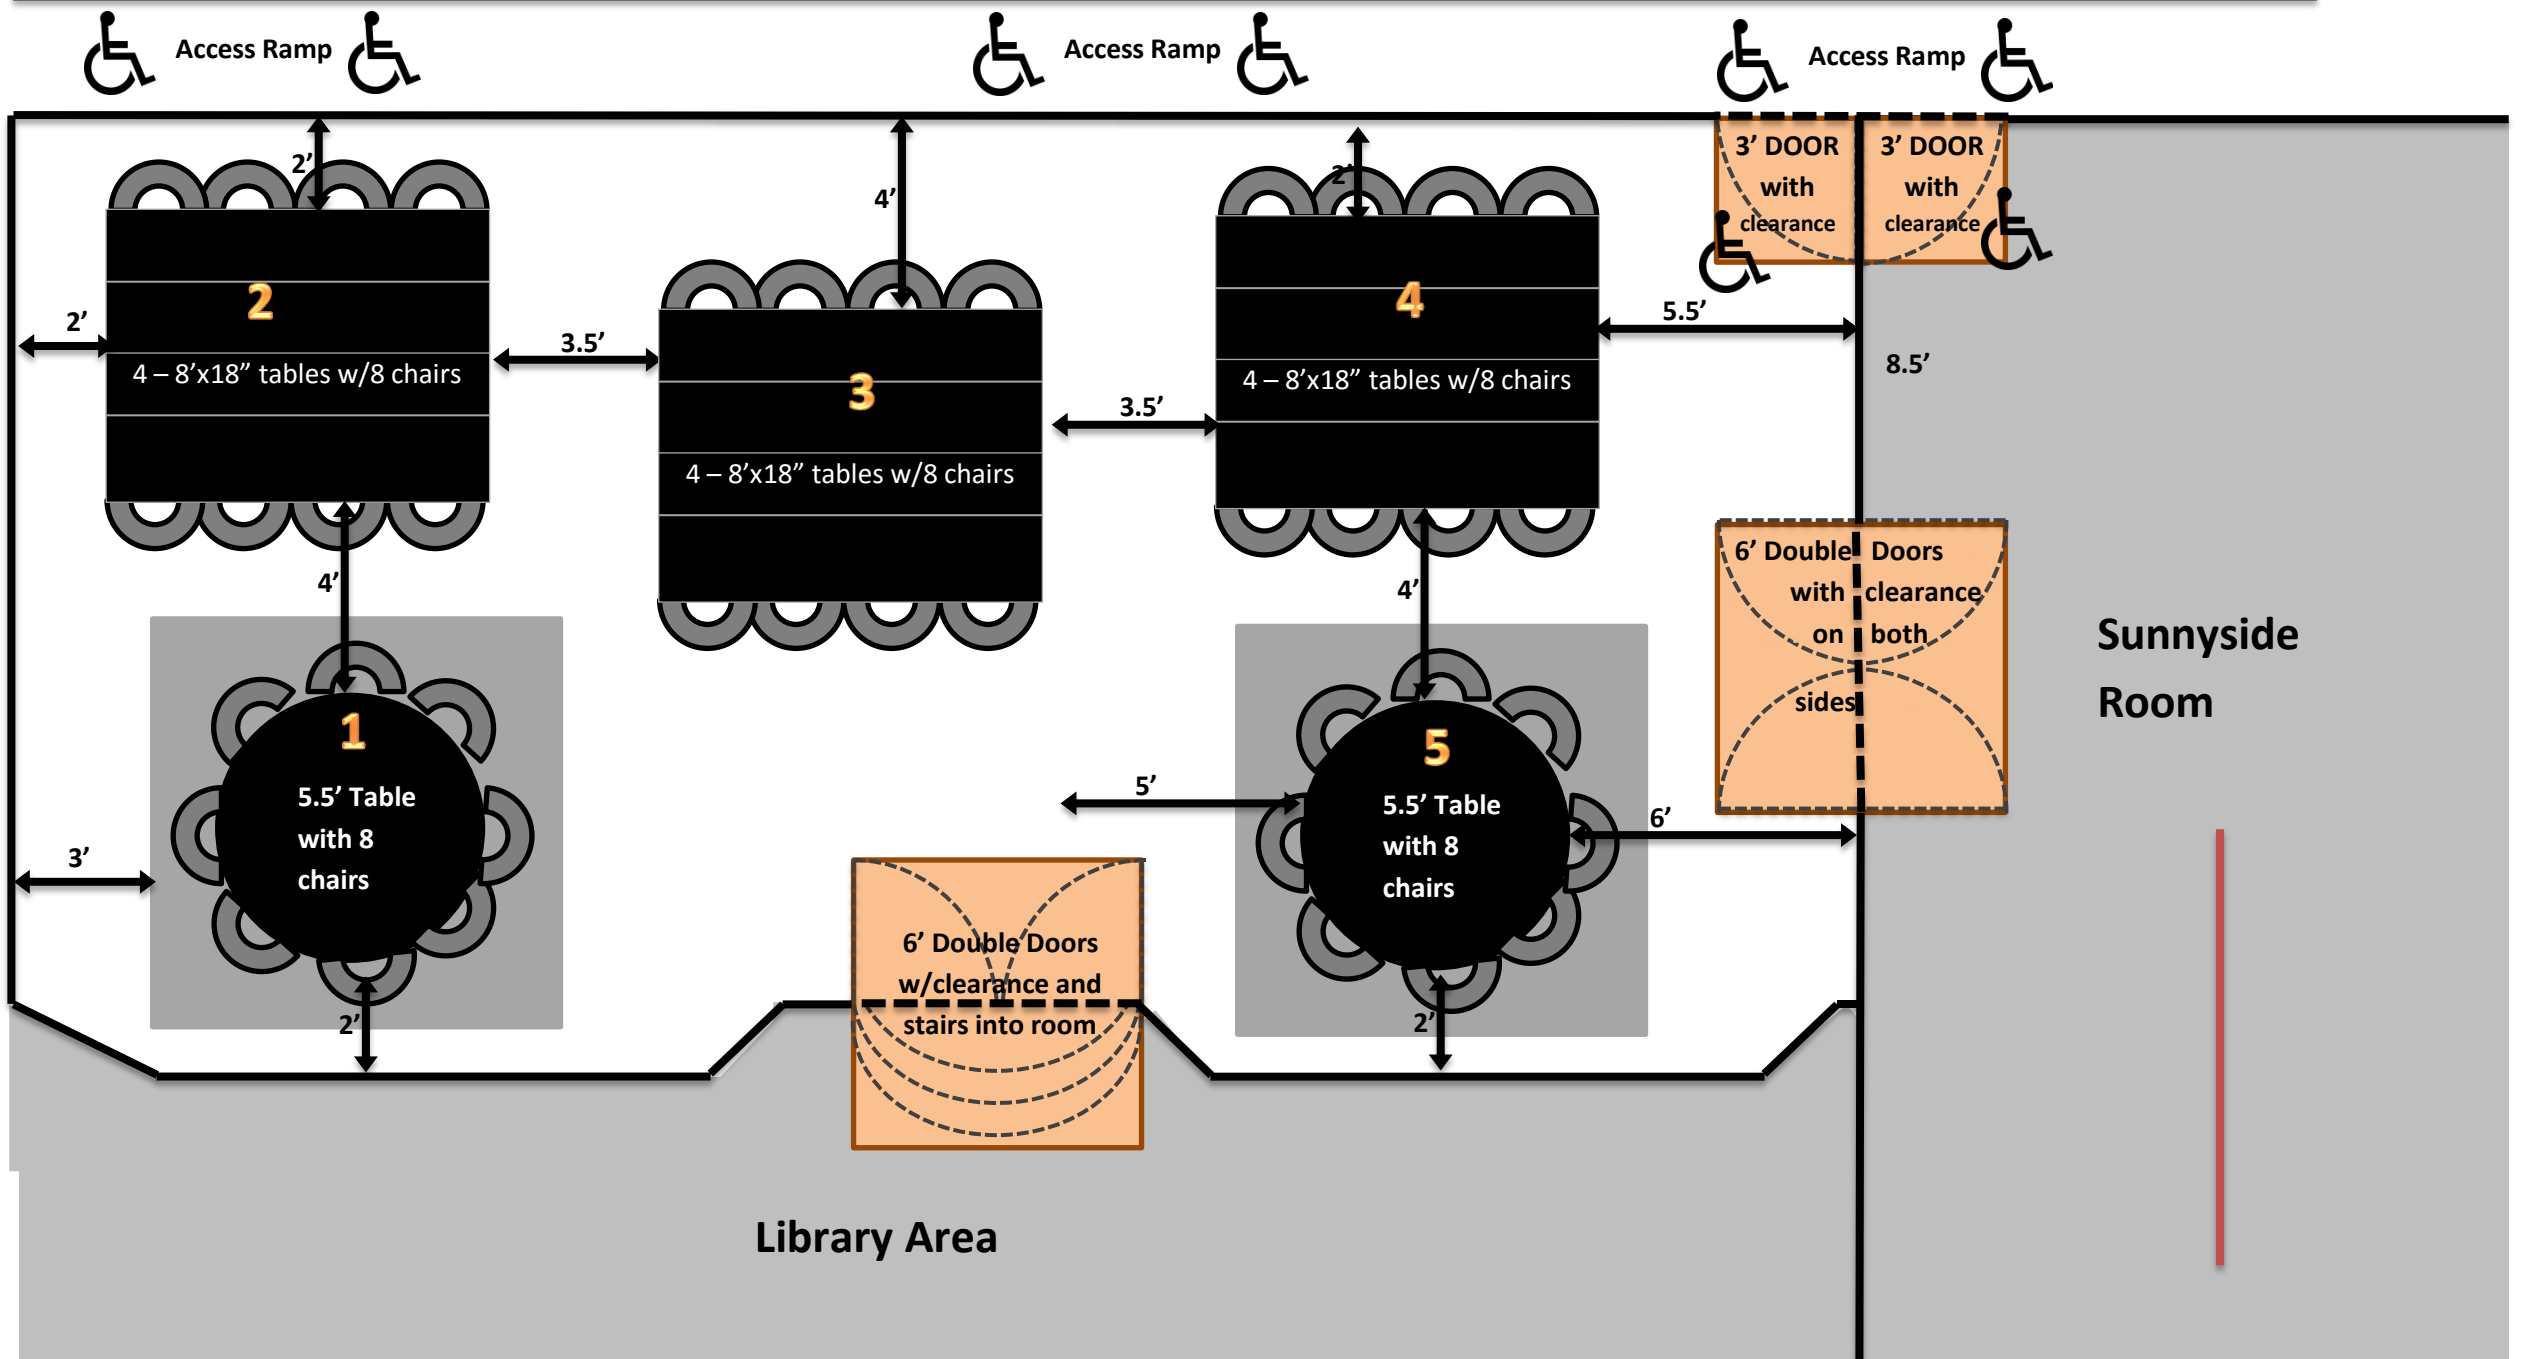 Access Ramp
Access Ramp
Access Ramp
2’
4’
2’
3’ DOOR
with
clearance
3’ DOOR
with
clearance
2
4 – 8’x18” tables w/8 chairs
2’
3.5’
3
4 – 8’x18” tables w/8 chairs
3.5’
4
4 – 8’x18” tables w/8 chairs
5.5’
8.5’
4’
4’
6’ Double Doors
with clearance
on both
sides
Sunnyside
Room
1
5.5’ Table
with 8
chairs
3’
2’
5’
5
5.5’ Table
with 8
chairs
6’
2’
6’ Double Doors
w/clearance and
stairs into room
Library Area